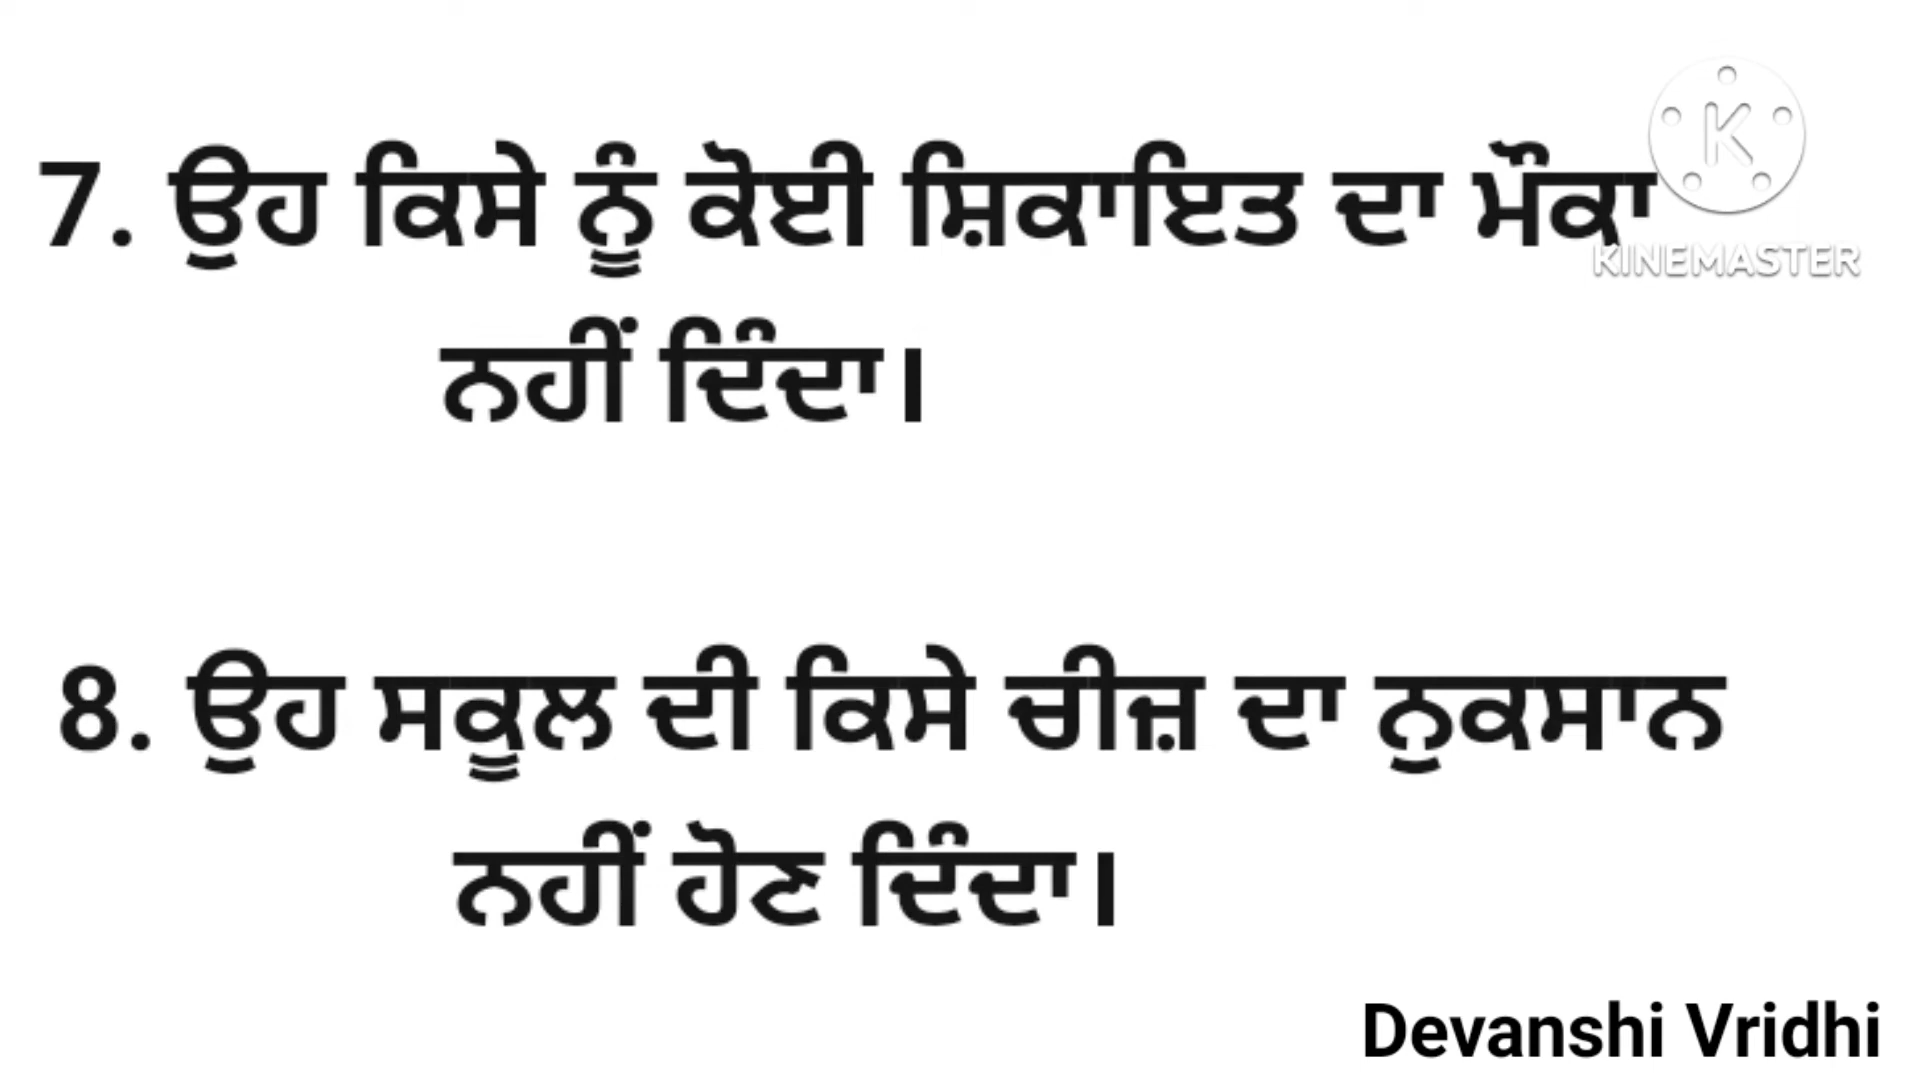 7. ਉਹ ਕਿਸੇ ਨੂੰ ਕੋਈ ਸ਼ਿਕਾਇਤ ਦਾ ਮੌਕਾ
K
KINEMASTER
ਨਹੀਂ ਦਿੰਦਾ।
8. ਉਹ ਸਕੂਲ ਦੀ ਕਿਸੇ ਚੀਜ਼ ਦਾ ਨੁਕਸਾਨ
ਨਹੀਂ ਹੋਣ ਦਿੰਦਾ।
Devanshi Vridhi